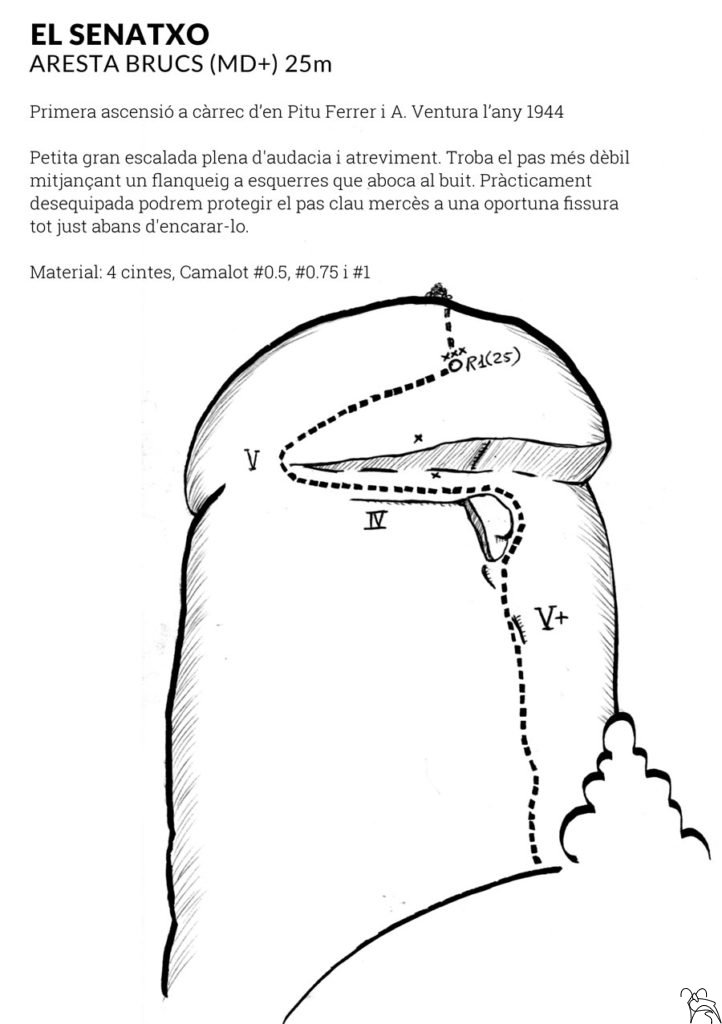 EL SENATXO
ARESTA BRUCS (MD+) 25m
Primera ascensió a càrrec d’en Pitu Ferrer i A. Ventura l’any 1944
Petita gran escalada plena d'audacia i atreviment. Troba el pas més dèbil
mitjançant un flanqueig a esquerres que aboca al buit. Pràcticament
desequipada podrem protegir el pas clau mercès a una oportuna fissura
tot just abans d'encarar-lo.
Material: 4 cintes, Camalot #0.5, #0.75 i #1
xxx
R1(25)
x
V
x
IV
V+